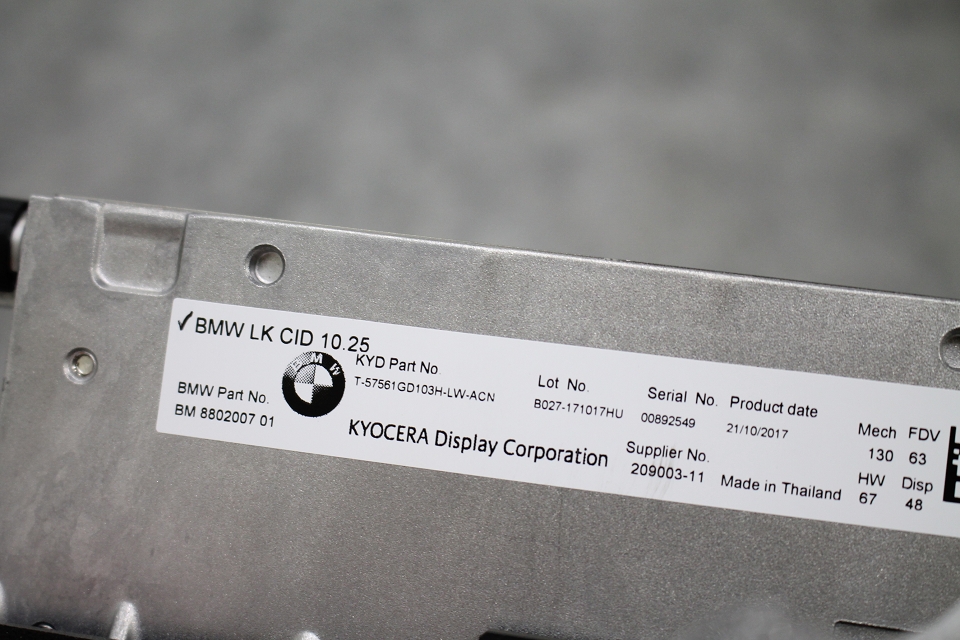 ✓BMW LK CID 10.25
BMW Part No.
BM 8802007 01
BMW
KYD Part No.
T-57561GD103H-LW-ACN
KYOCERA Display Corporation
Lot No.
B027-171017HU
Serial No.
00892549
Product date
21/10/2017
Supplier No.
209003-11
Made in Thailand
Mech FDV
130 63
HW Disp
67 48